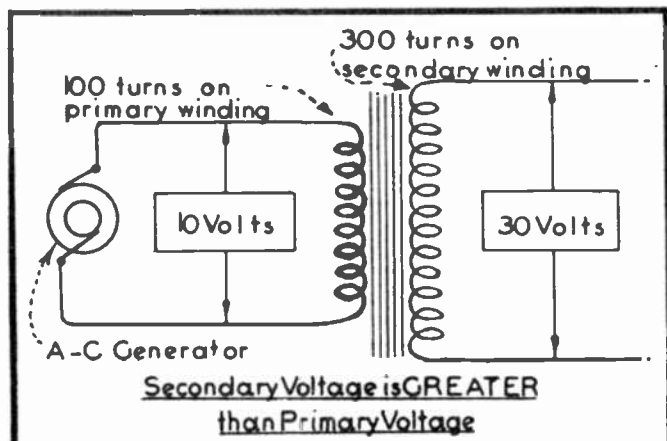 300 turns on
secondary winding
100 turns on
primary winding
10 Volts
30 Volts
A-C Generator
Secondary Voltage is GREATER
than Primary Voltage